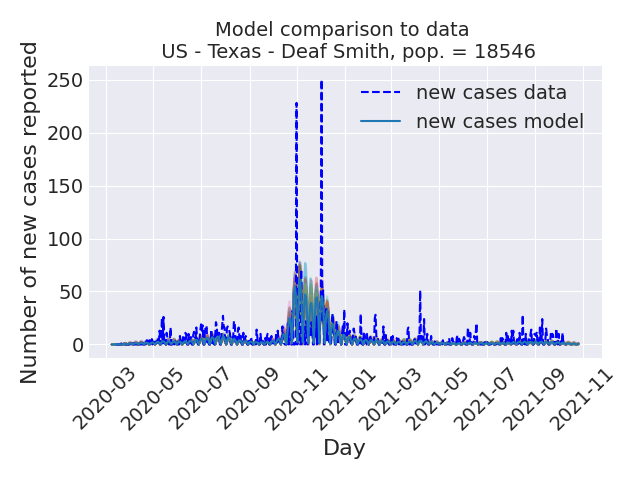 Model comparison to data
US - Texas - Deaf Smith, pop. = 18546
Number of new cases reported
250
200
150
100
50
0
new cases data
new cases model
2020-03
2020-05
2020-07
2020-09
2020-11
2021-01
2021-03
2021-05
2021-07
2021-09
2021-11
Day